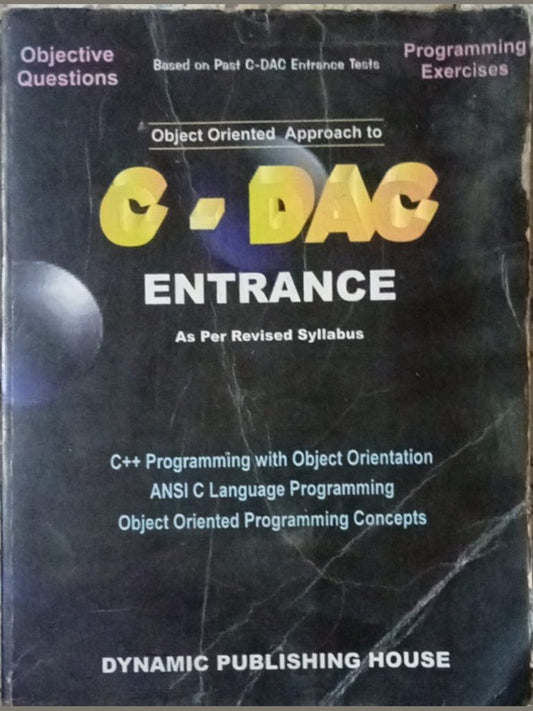 Objective
Questions
Based on Past C-DAC Entrance Tests
Programming
Exercises
Object Oriented Approach to
C - DAC
ENTRANCE
As Per Revised Syllabus
C++ Programming with Object Orientation
ANSI C Language Programming
Object Oriented Programming Concepts
DYNAMIC PUBLISHING HOUSE